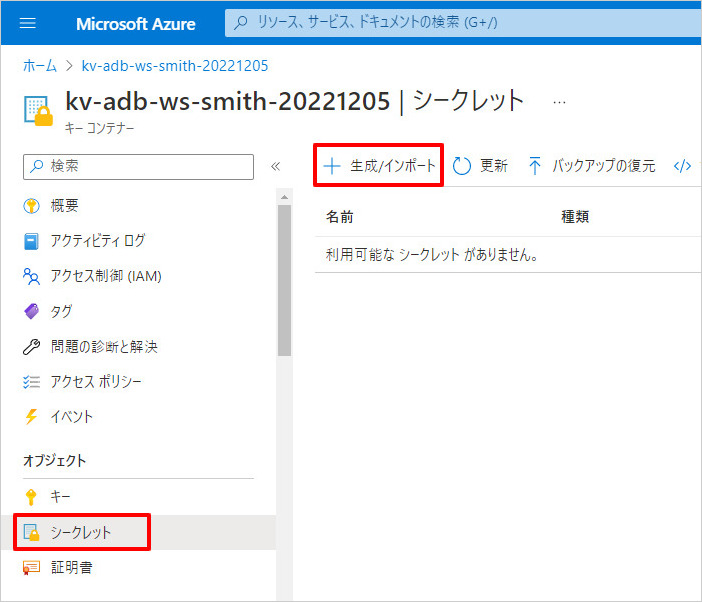 Microsoft Azure
リソース、サービス、ドキュメントの検索 (G+/)
ホーム > kv-adb-ws-smith-20221205
kv-adb-ws-smith-20221205 | シークレット ...
キー コンテナー
検索
«
生成/インポート
更新
バックアップの復元
</>
概要
アクティビティ ログ
アクセス制御 (IAM)
タグ
問題の診断と解決
アクセス ポリシー
イベント
オブジェクト
キー
シークレット
証明書
名前
種類
利用可能な シークレット がありません。